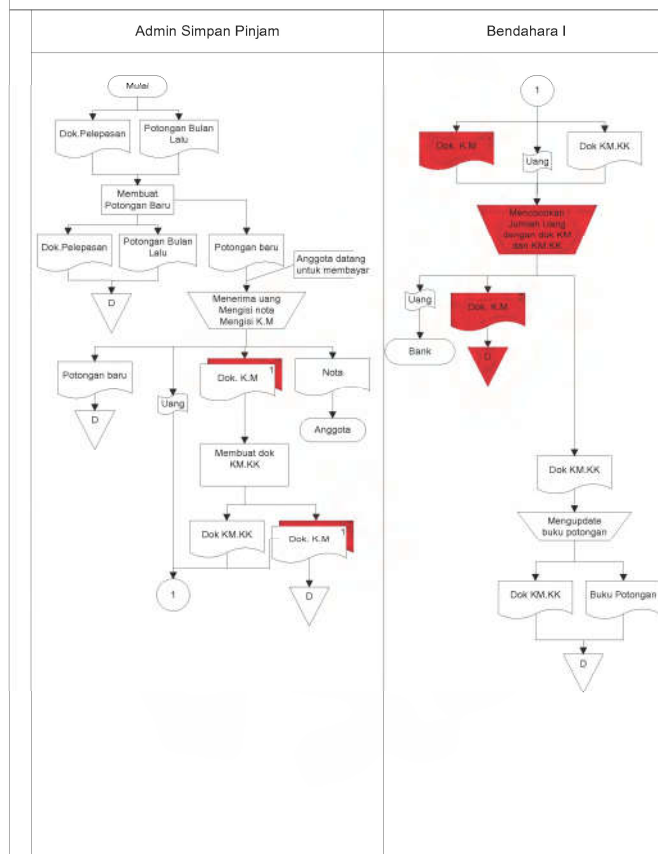 Admin Simpan Pinjam
Mulai
Dok.Pelepasan
Potongan Bulan
Lalu
Membuat
Potongan Baru
Dok.Pelepasan
Potongan Bulan
Lalu
Potongan baru
Anggota datang
untuk membayar
D
Menerima uang
Mengisi nota
Mengisi K.M
Potongan baru
Uang
Dok. K.M
1
Nota
D
Anggota
Membuat dok
KM.KK
Dok KM.KK
Dok. K.M
1
1
D
Bendahara I
1
Dok. K.M
Uang
Dok KM.KK
Mencocokan
Jumlah Uang
dengan dok KM
dan KM.KK
Uang
Dok. K.M
Bank
D
Dok KM.KK
Mengupdate
buku potongan
Dok KM.KK
Buku Potongan
D